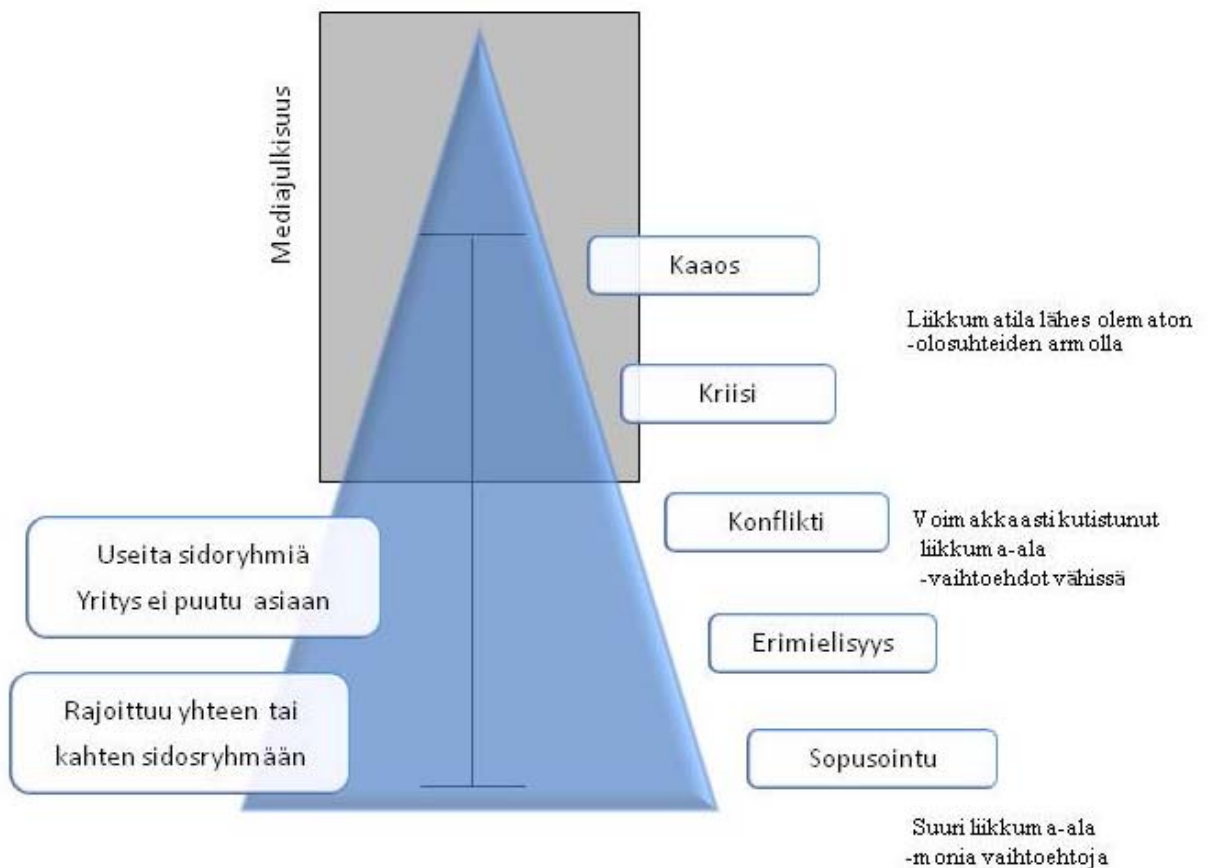 Mediajulkisuus
Kaaos
Liikkumatila lähes olematon
-olosuhteiden armolla
Kriisi
Konflikti
Voimakkaasti kutistunut
liikkuma-ala
-vaihtoehdot vähissä
Useita sidoryhmiä
Yritys ei puutu asiaan
Erimielisyys
Rajoittuu yhteen tai
kahten sidosryhmään
Sopusointu
Suuri liikkuma-ala
-monia vaihtoehtoja